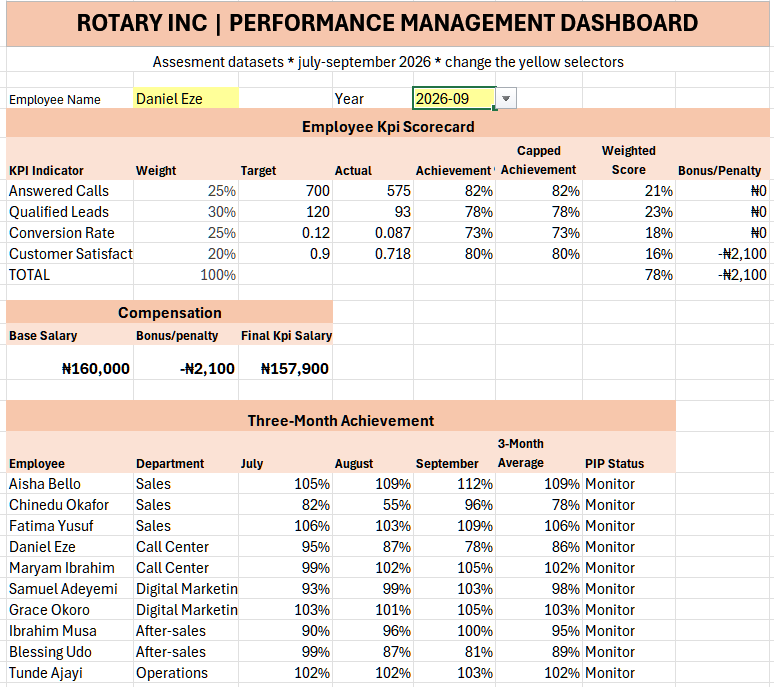 ROTARY INC | PERFORMANCE MANAGEMENT DASHBOARD
Assesment datasets * july-september 2026 * change the yellow selectors
Employee Name Daniel Eze Year 2026-09
Employee Kpi Scorecard
KPI Indicator Weight Target Actual Achievement Capped Achievement Weighted Score Bonus/Penalty
Answered Calls 25% 700 575 82% 82% 21% ₦0
Qualified Leads 30% 120 93 78% 78% 23% ₦0
Conversion Rate 25% 0.12 0.087 73% 73% 18% ₦0
Customer Satisfact 20% 0.9 0.718 80% 80% 16% -₦2,100
TOTAL 100% 78% -₦2,100
Compensation
Base Salary Bonus/penalty Final Kpi Salary
₦160,000 -₦2,100 ₦157,900
Three-Month Achievement
Employee Department July August September 3-Month Average PIP Status
Aisha Bello Sales 105% 109% 112% 109% Monitor
Chinedu Okafor Sales 82% 55% 96% 78% Monitor
Fatima Yusuf Sales 106% 103% 109% 106% Monitor
Daniel Eze Call Center 95% 87% 78% 86% Monitor
Maryam Ibrahim Call Center 99% 102% 105% 102% Monitor
Samuel Adeyemi Digital Marketin 93% 99% 103% 98% Monitor
Grace Okoro Digital Marketin 103% 101% 105% 103% Monitor
Ibrahim Musa After-sales 90% 96% 100% 95% Monitor
Blessing Udo After-sales 99% 87% 81% 89% Monitor
Tunde Ajayi Operations 102% 102% 103% 102% Monitor